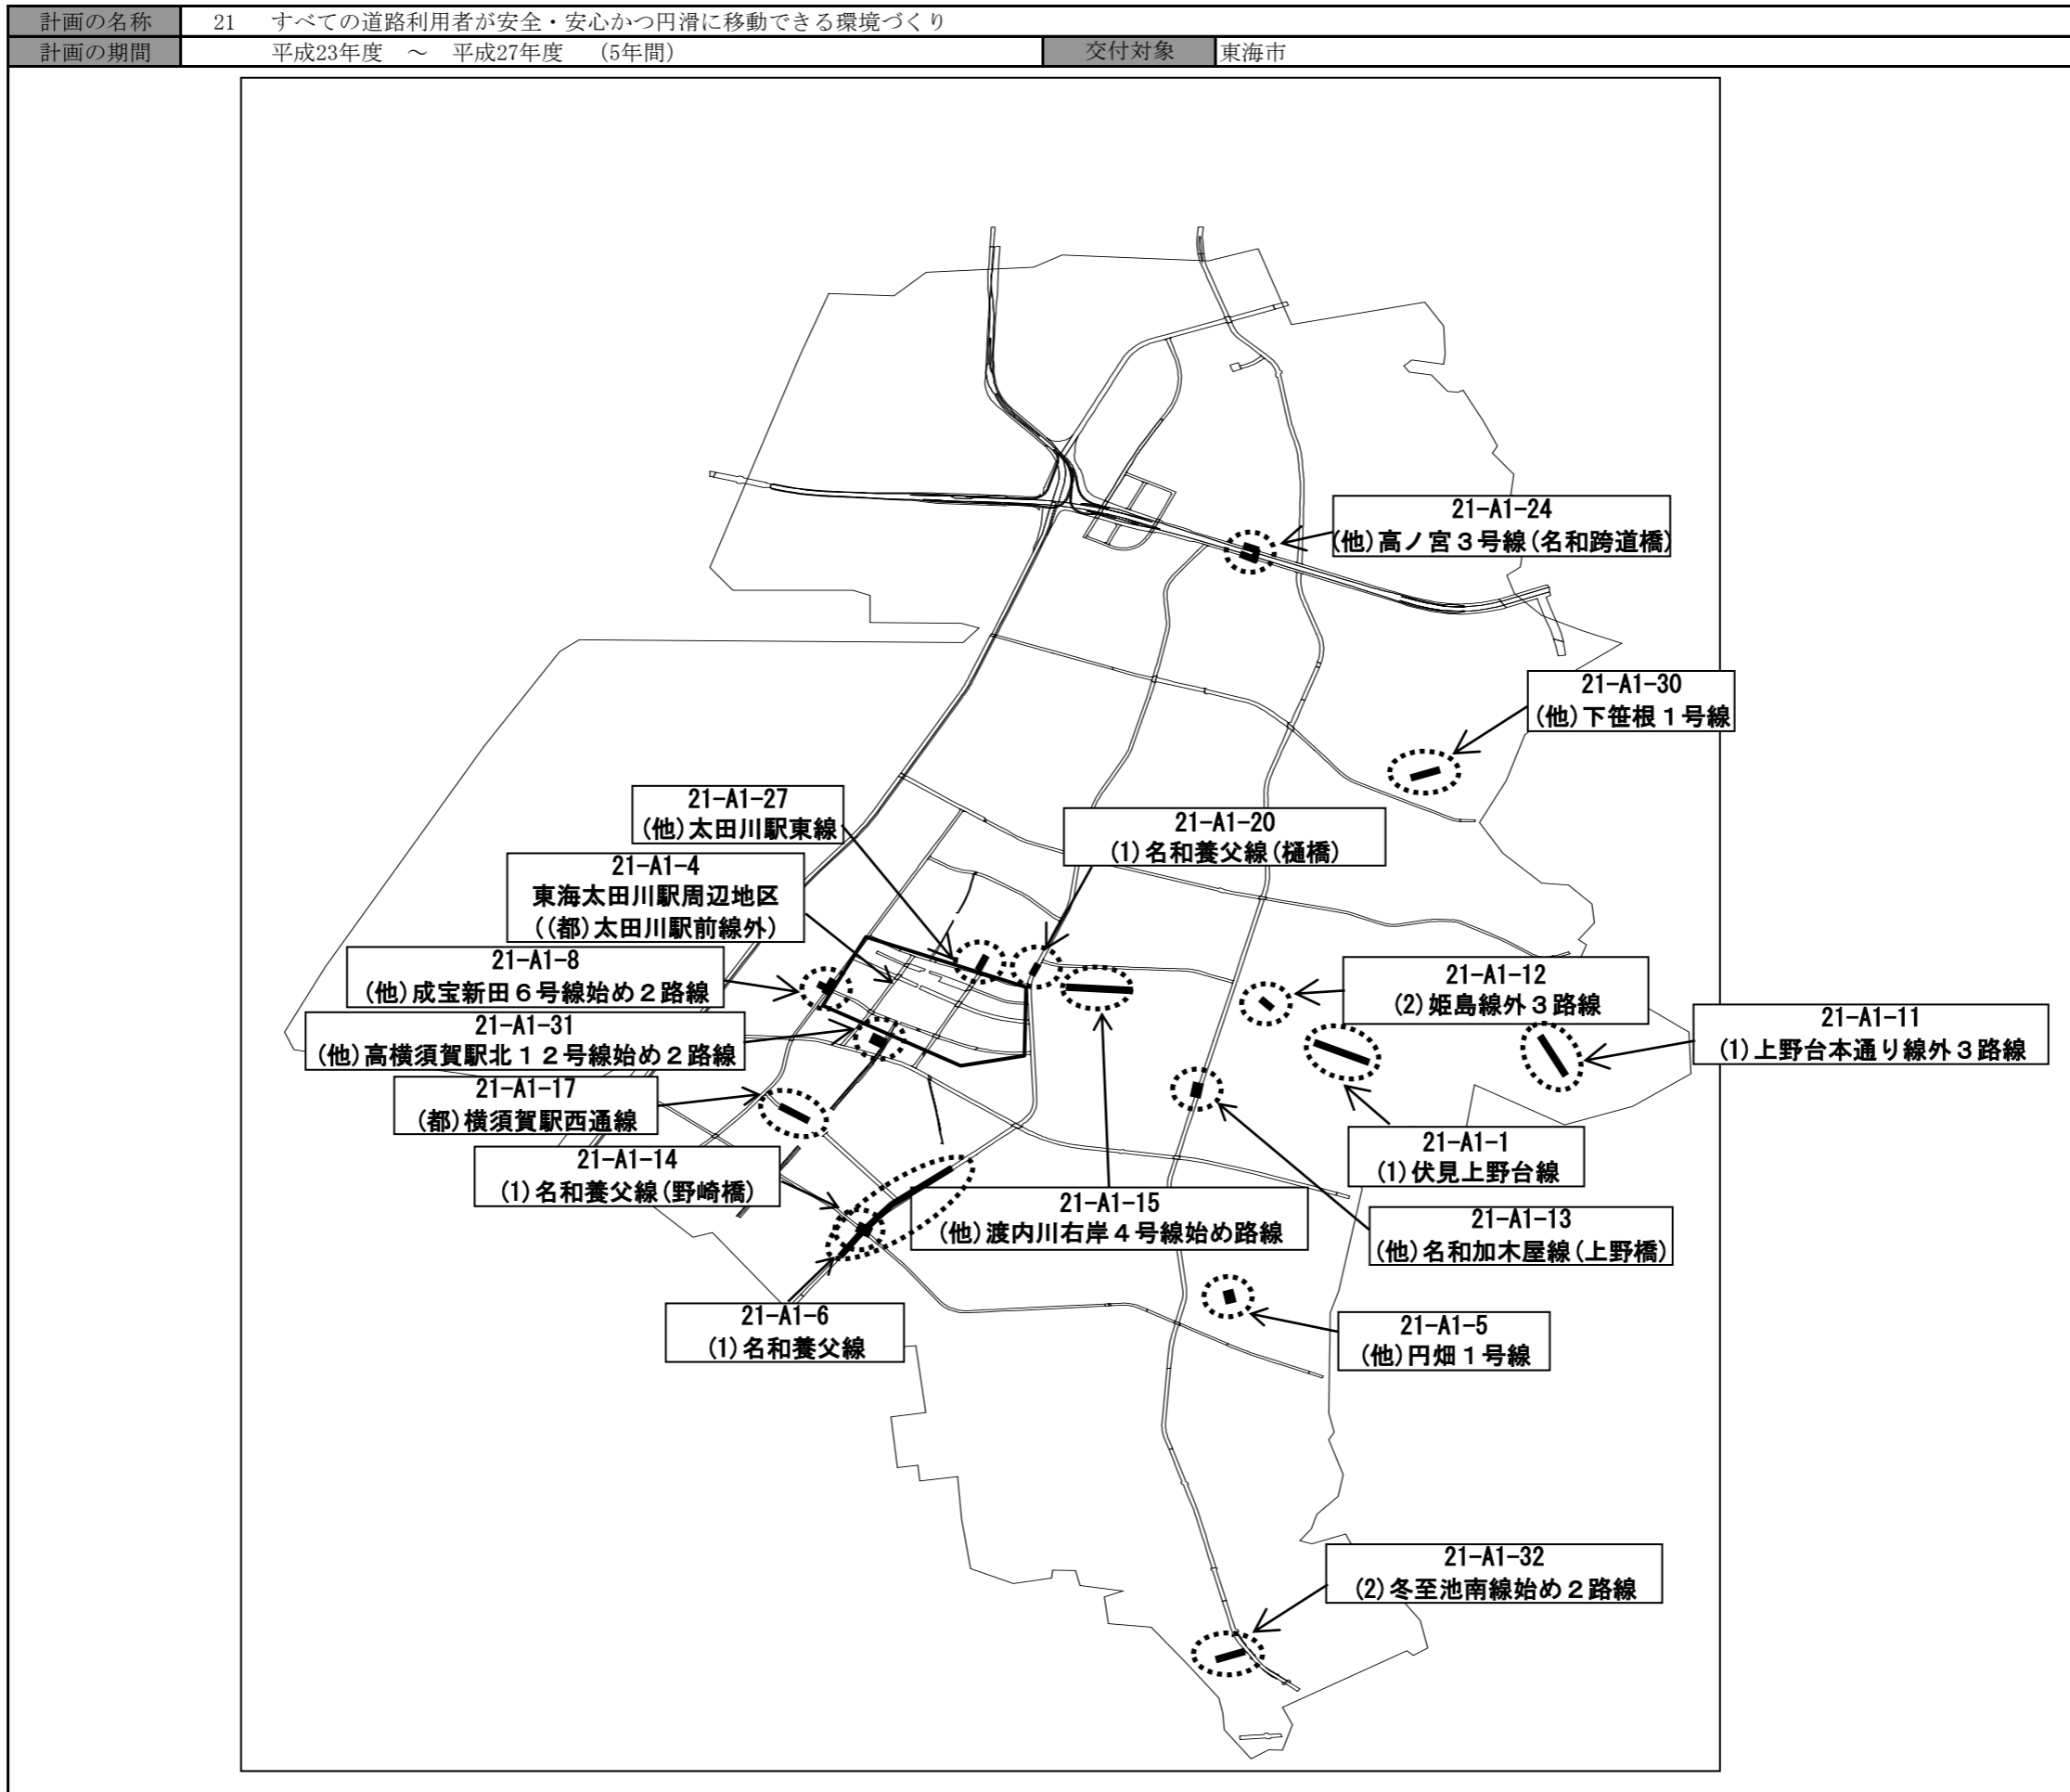 計画の名称 21 すべての道路利用者が安全・安心かつ円滑に移動できる環境づくり
計画の期間 平成23年度 ～ 平成27年度 (5年間) 交付対象 東海市
21-A1-24
(他)高ノ宮３号線(名和跨道橋)
21-A1-30
(他)下笹根１号線
21-A1-27
(他)太田川駅東線
21-A1-20
(1)名和養父線(樋橋)
21-A1-4
東海太田川駅周辺地区
((都)太田川駅前線外)
21-A1-8
(他)成宝新田６号線始め２路線
21-A1-12
(2)姫島線外３路線
21-A1-11
(1)上野台本通り線外３路線
21-A1-31
(他)高横須賀駅北１２号線始め２路線
21-A1-17
(都)横須賀駅西通線
21-A1-1
(1)伏見上野台線
21-A1-14
(1)名和養父線(野崎橋)
21-A1-15
(他)渡内川右岸４号線始め路線
21-A1-13
(他)名和加木屋線(上野橋)
21-A1-6
(1)名和養父線
21-A1-5
(他)円畑１号線
21-A1-32
(2)冬至池南線始め２路線